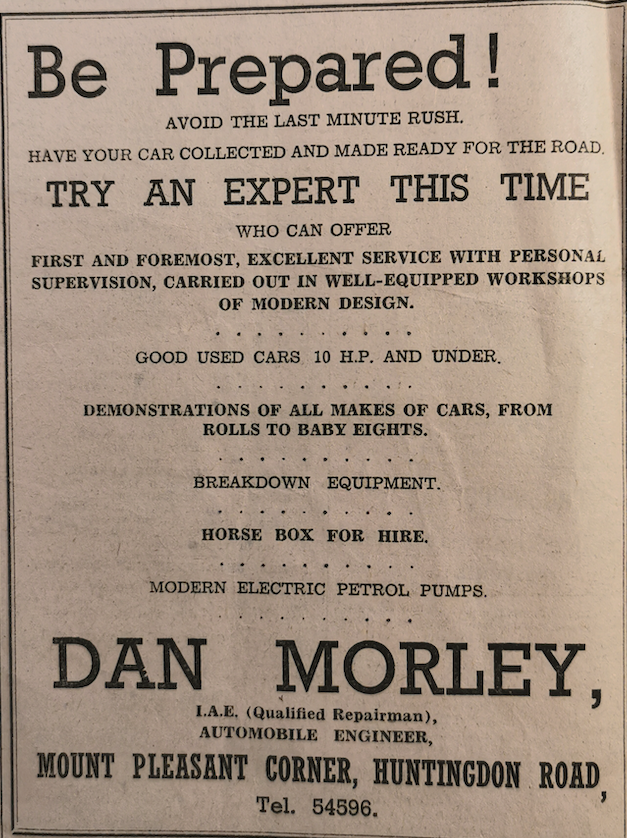 Be Prepared!
AVOID THE LAST MINUTE RUSH.
HAVE YOUR CAR COLLECTED AND MADE READY FOR THE ROAD.
TRY AN EXPERT THIS TIME
WHO CAN OFFER
FIRST AND FOREMOST, EXCELLENT SERVICE WITH PERSONAL
SUPERVISION, CARRIED OUT IN WELL-EQUIPPED WORKSHOPS
OF MODERN DESIGN.
. . . . . . . . . .
GOOD USED CARS 10 H.P. AND UNDER.
. . . . . . . . . .
DEMONSTRATIONS OF ALL MAKES OF CARS, FROM
ROLLS TO BABY EIGHTS.
. . . . . . . . . .
BREAKDOWN EQUIPMENT.
. . . . . . . . . .
HORSE BOX FOR HIRE.
. . . . . . . . . .
MODERN ELECTRIC PETROL PUMPS.
. . . . . . . . . .
DAN MORLEY,
I.A.E. (Qualified Repairman),
AUTOMOBILE ENGINEER,
MOUNT PLEASANT CORNER, HUNTINGDON ROAD,
Tel. 54596.